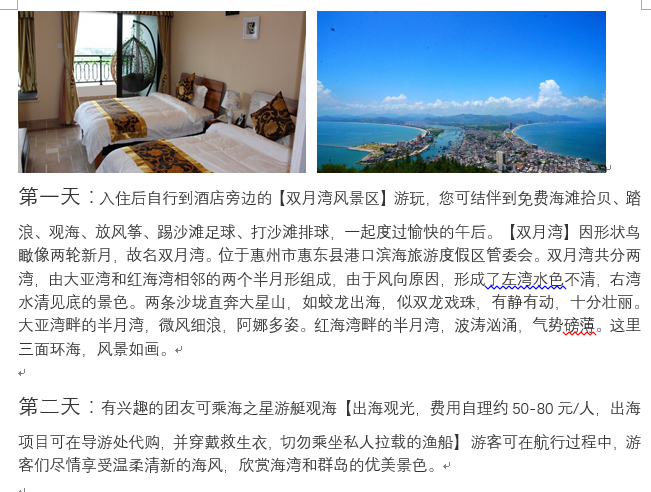 第一天：入住后自行到酒店旁边的【双月湾风景区】游玩，您可结伴到免费海滩拾贝、踏
浪、观海、放风筝、踢沙滩足球、打沙滩排球，一起度过愉快的午后。【双月湾】因形状鸟
瞰像两轮新月，故名双月湾。位于惠州市惠东县港口滨海旅游度假区管委会。双月湾共分两
湾，由大亚湾和红海湾相邻的两个半月形组成，由于风向原因，形成了左湾水色不清，右湾
水清见底的景色。两条沙垅直奔大星山，如蛟龙出海，似双龙戏珠，有静有动，十分壮丽。
大亚湾畔的半月湾，微风细浪，阿娜多姿。红海湾畔的半月湾，波涛汹涌，气势磅薄。这里
三面环海，风景如画。
第二天：有兴趣的团友可乘海之星游艇观海【出海观光，费用自理约 50-80 元/人，出海
项目可在导游处代购，并穿戴救生衣，切勿乘坐私人拉载的渔船】游客可在航行过程中，游
客们尽情享受温柔清新的海风，欣赏海湾和群岛的优美景色。